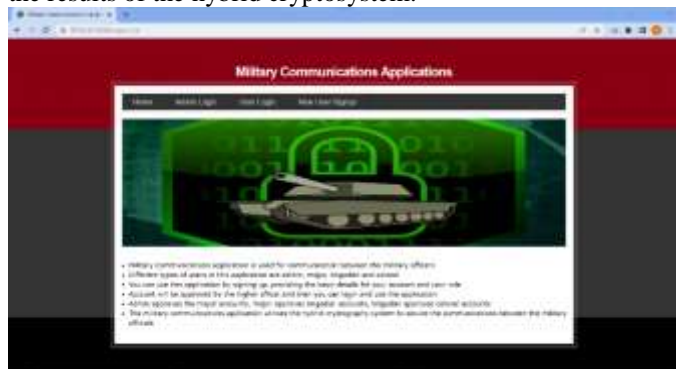 the results of the hybrid cryptosystem.
Military Communications Applications
Home Admin Login User Login New User Signup
011 010
001 001
Military Communications application is used for communication between the military officers
Different types of users in this application are admin, major, brigadier and colonel
You can use this application by signing up, providing the basic details for your account and your role
Account will be approved by the higher officer and then you can login and use the application
Admin approves the major accounts, major approves brigadier accounts, brigadier approves colonel accounts
The military communications application utilises the hybrid cryptography system to secure the communications between the military
officials